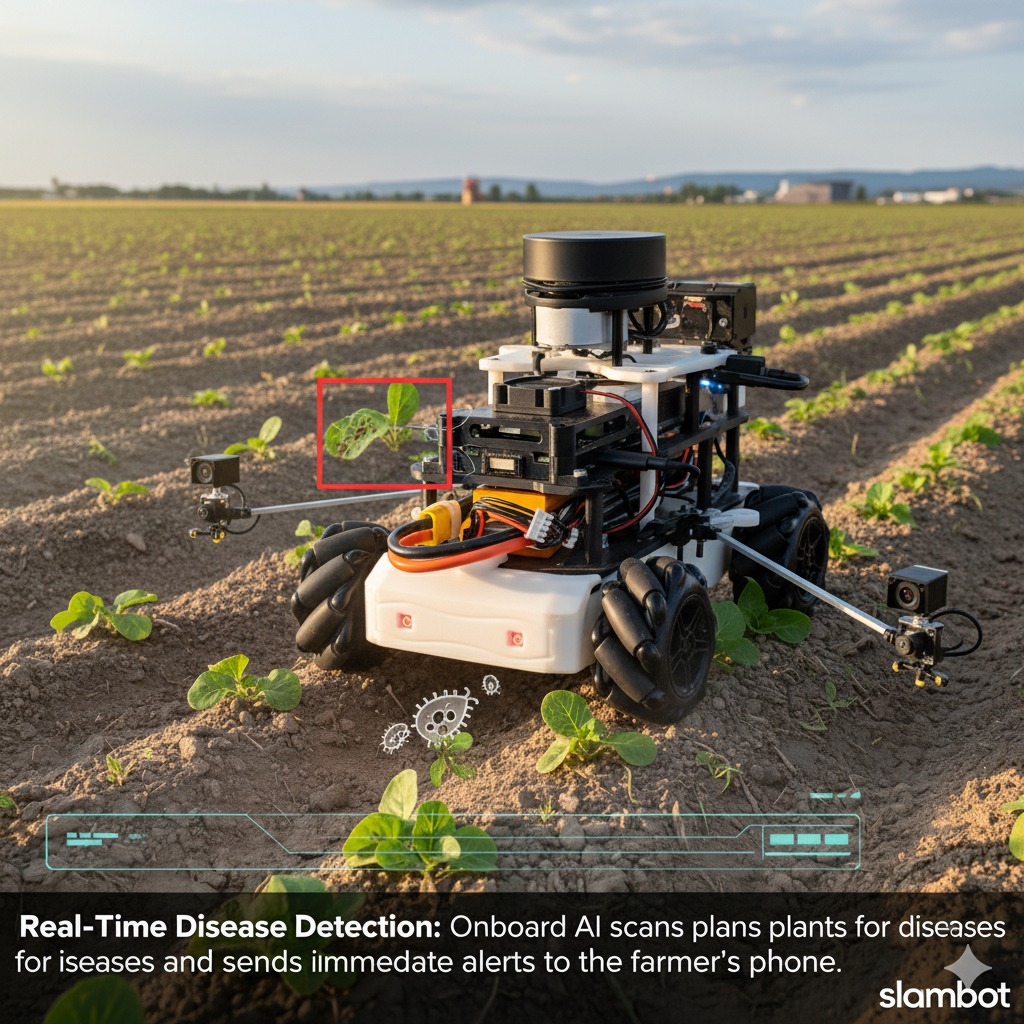 Real-Time Disease Detection: Onboard AI scans plans plants for diseases
for iseases and sends iimmedate alerts to the farmer's phone.
slambot